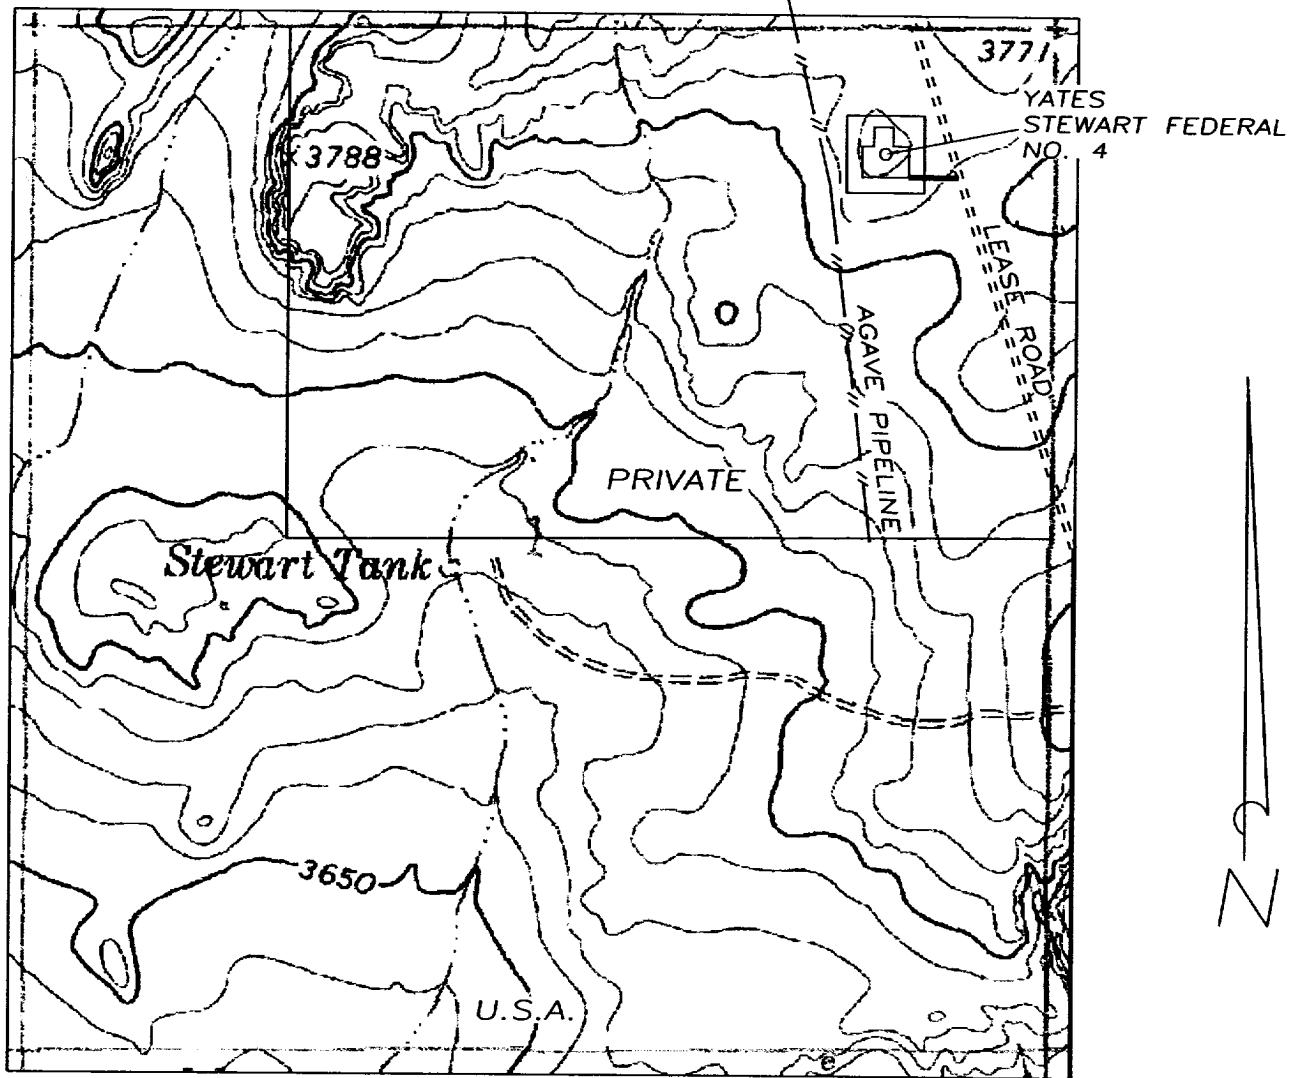 3771
YATES
STEWART FEDERAL
NO. 4
3788
LEASE ROAD
AGAVE PIPELINE
PRIVATE
Stewart Tank
3650
U.S.A.
N